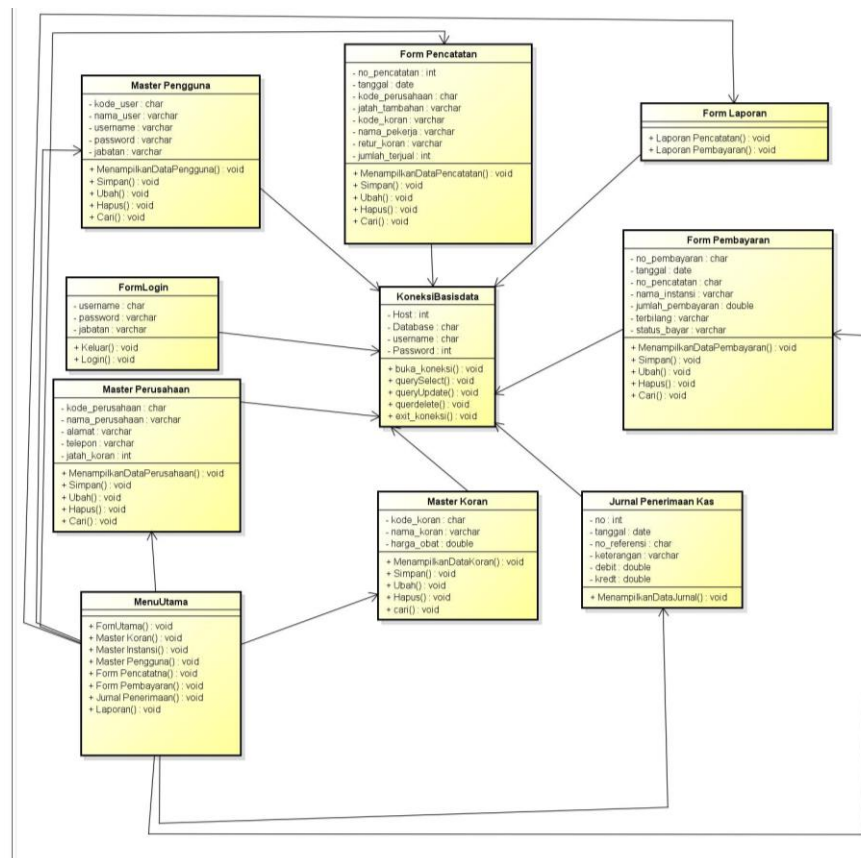 Form Pencatatan
- no_pencatatan : int
- tanggal : date
- kode_perusahaan : char
- jatah_tambahan : varchar
- kode_koran : varchar
- nama_pekerja : varchar
- retur_koran : varchar
- jumlah_terjual : int
+ MenampilkanDataPencatatan() : void
+ Simpan() : void
+ Ubah() : void
+ Hapus() : void
+ Cari() : void
Master Pengguna
- kode_user : char
- nama_user : varchar
- username : varchar
- password : varchar
- jabatan : varchar
+ MenampilkanDataPengguna() : void
+ Simpan() : void
+ Ubah() : void
+ Hapus() : void
+ Cari() : void
Form Laporan
+ Laporan Pencatatan() : void
+ Laporan Pembayaran() : void
Form Pembayaran
- no_pembayaran : char
- tanggal : date
- no_pencatatan : char
- nama_instansi : varchar
- jumlah_pembayaran : double
- terbilang : varchar
- status_bayar : varchar
+ MenampilkanDataPembayaran() : void
+ Simpan() : void
+ Ubah() : void
+ Hapus() : void
+ Cari() : void
FormLogin
- username : char
- password : varchar
- jabatan : varchar
+ Keluar() : void
+ Login() : void
KoneksiBasisdata
- Host : int
- Database : char
- username : char
- Password : int
+ buka_koneksi() : void
+ querySelect() : void
+ queryUpdate() : void
+ querdelete() : void
+ exit_koneksi() : void
Master Perusahaan
- kode_perusahaan : char
- nama_perusahaan : varchar
- alamat : varchar
- telepon : varchar
- jatah_koran : int
+ MenampilkanDataPerusahaan() : void
+ Simpan() : void
+ Ubah() : void
+ Hapus() : void
+ Cari() : void
Master Koran
- kode_koran : char
- nama_koran : varchar
- harga_obat : double
+ MenampilkanDataKoran() : void
+ Simpan() : void
+ Ubah() : void
+ Hapus() : void
+ cari() : void
Jurnal Penerimaan Kas
- no : int
- tanggal : date
- no_referensi : char
- keterangan : varchar
- debit : double
- kredt : double
+ MenampilkanDataJurnal() : void
MenuUtama
+ FomUtama() : void
+ Master Koran() : void
+ Master Instansi() : void
+ Master Pengguna() : void
+ Form Pencatatna() : void
+ Form Pembayaran() : void
+ Jurnal Penerimaan() : void
+ Laporan() : void